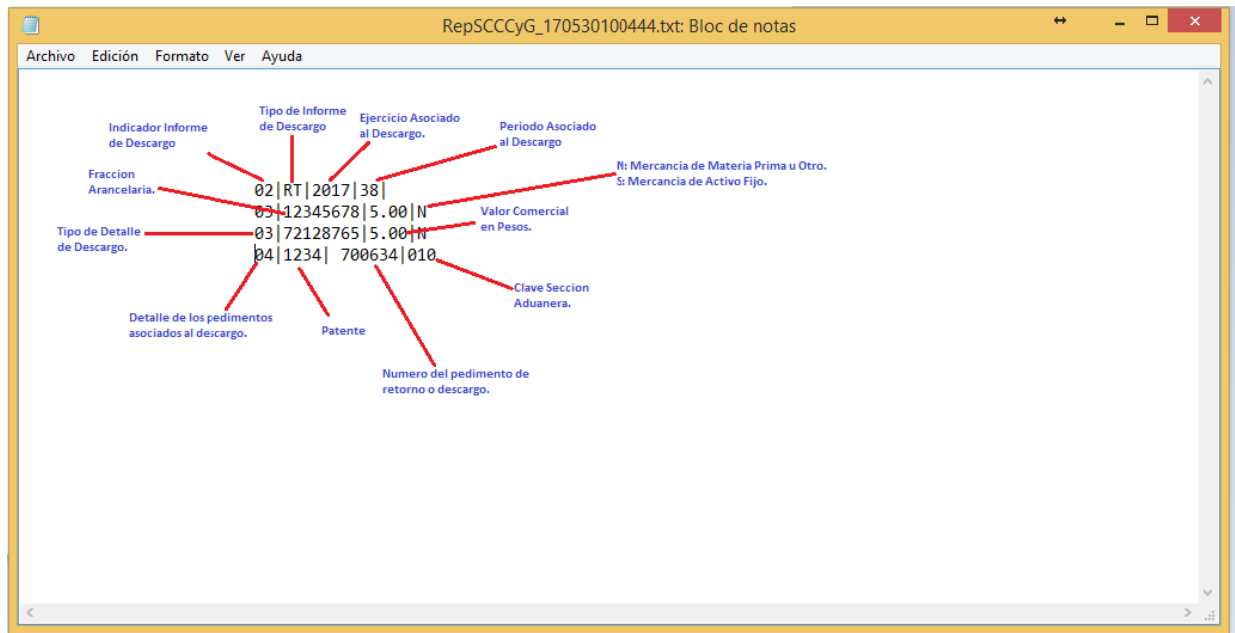 RepSCCCyG_170530100444.txt: Bloc de notas
Archivo Edición Formato Ver Ayuda
Indicador Informe
de Descargo
Tipo de Informe
de Descargo
Ejercicio Asociado
al Descargo.
Periodo Asociado
al Descargo
Fraccion
Arancelaria.
N: Mercancia de Materia Prima u Otro.
S: Mercancia de Activo Fijo.
02|RT|2017|38|
03|12345678|5.00|N
03|72128765|5.00|N
04|1234| 700634|010
Valor Comercial
en Pesos.
Tipo de Detalle
de Descargo.
Clave Seccion
Aduanera.
Detalle de los pedimentos
asociados al descargo.
Patente
Numero del pedimento de
retorno o descargo.